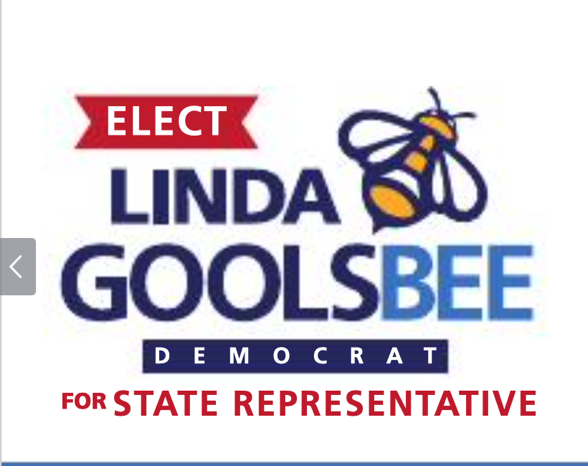 ELECT
LINDA
GOOLSBEE
DEMOCRAT
FOR STATE REPRESENTATIVE